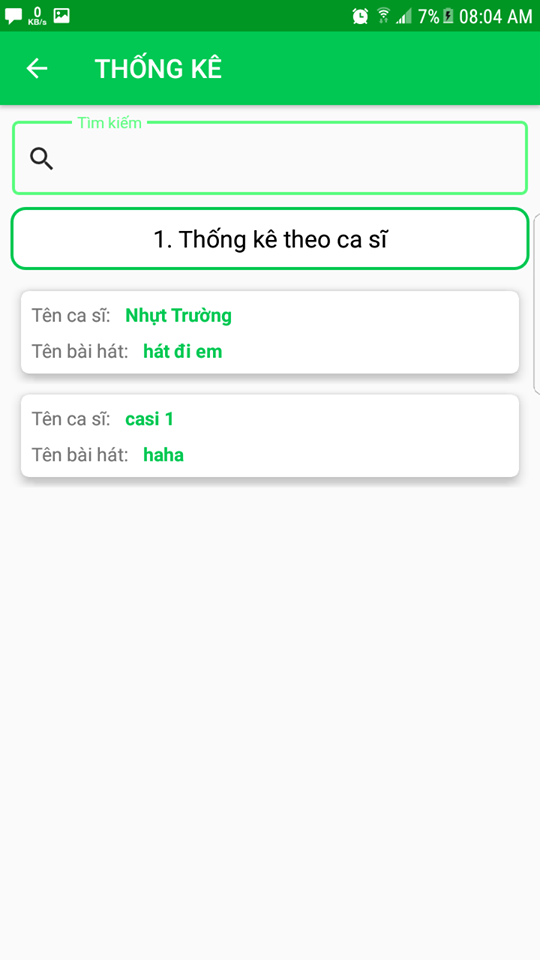 0
KB/s
7%
08:04 AM
THỐNG KÊ
Tìm kiếm
1. Thống kê theo ca sĩ
Tên ca sĩ: Nhựt Trường
Tên bài hát: hát đi em
Tên ca sĩ: casi 1
Tên bài hát: haha